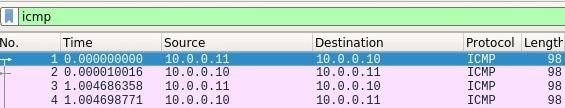 icmp
No. Time Source Destination Protocol Length
1 0.000000000 10.0.0.11 10.0.0.10 ICMP 98
2 0.000010016 10.0.0.10 10.0.0.11 ICMP 98
3 1.004686358 10.0.0.11 10.0.0.10 ICMP 98
4 1.004698771 10.0.0.10 10.0.0.11 ICMP 98